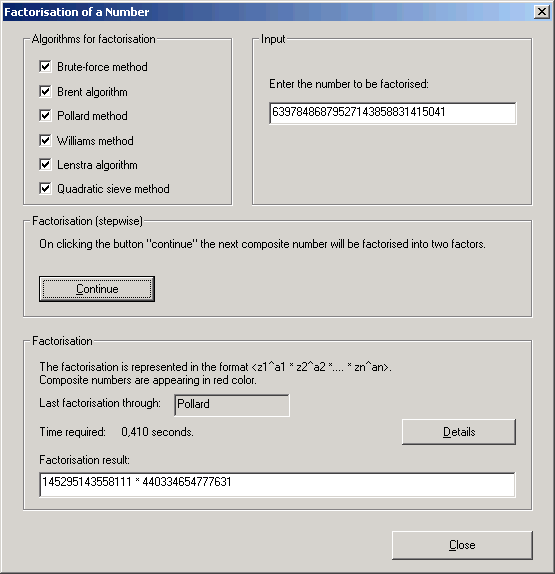 Factorisation of a Number
Algorithms for factorisation
Brute-force method
Brent algorithm
Pollard method
Williams method
Lenstra algorithm
Quadratic sieve method
Input
Enter the number to be factorised:
63978486879527143858831415041
Factorisation (stepwise)
On clicking the button "continue" the next composite number will be factorised into two factors.
Continue
Factorisation
The factorisation is represented in the format <z1^a1 * z2^a2 *.... * zn^an>.
Composite numbers are appearing in red color.
Last factorisation through: Pollard
Time required: 0,410 seconds.
Details
Factorisation result:
145295143558111 * 440334654777631
Close